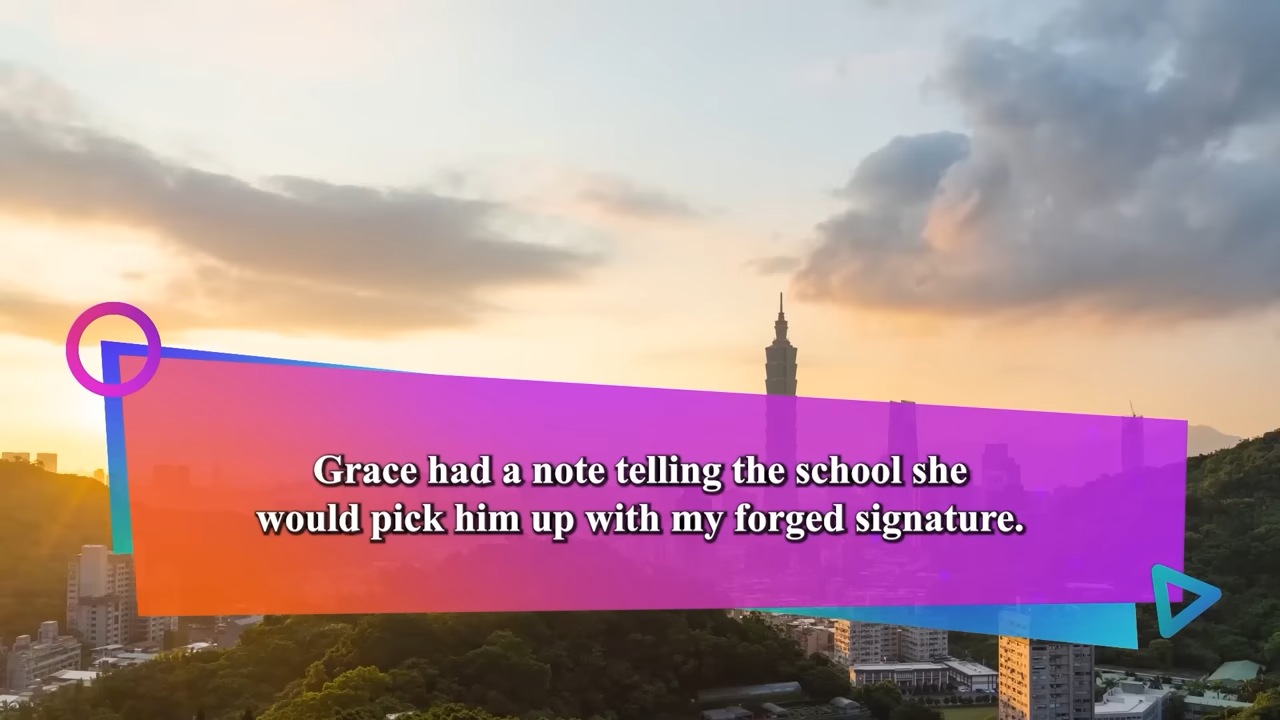 Grace had a note telling the school she
would pick him up with my forged signature.